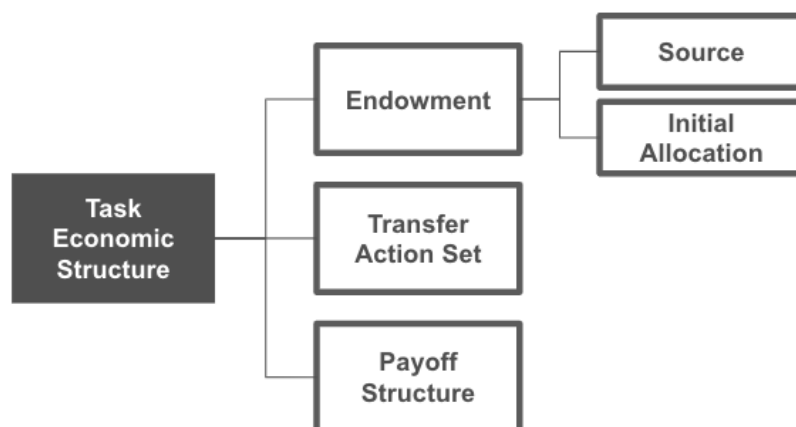 Task
Economic
Structure
Endowment
Source
Initial
Allocation
Transfer
Action Set
Payoff
Structure